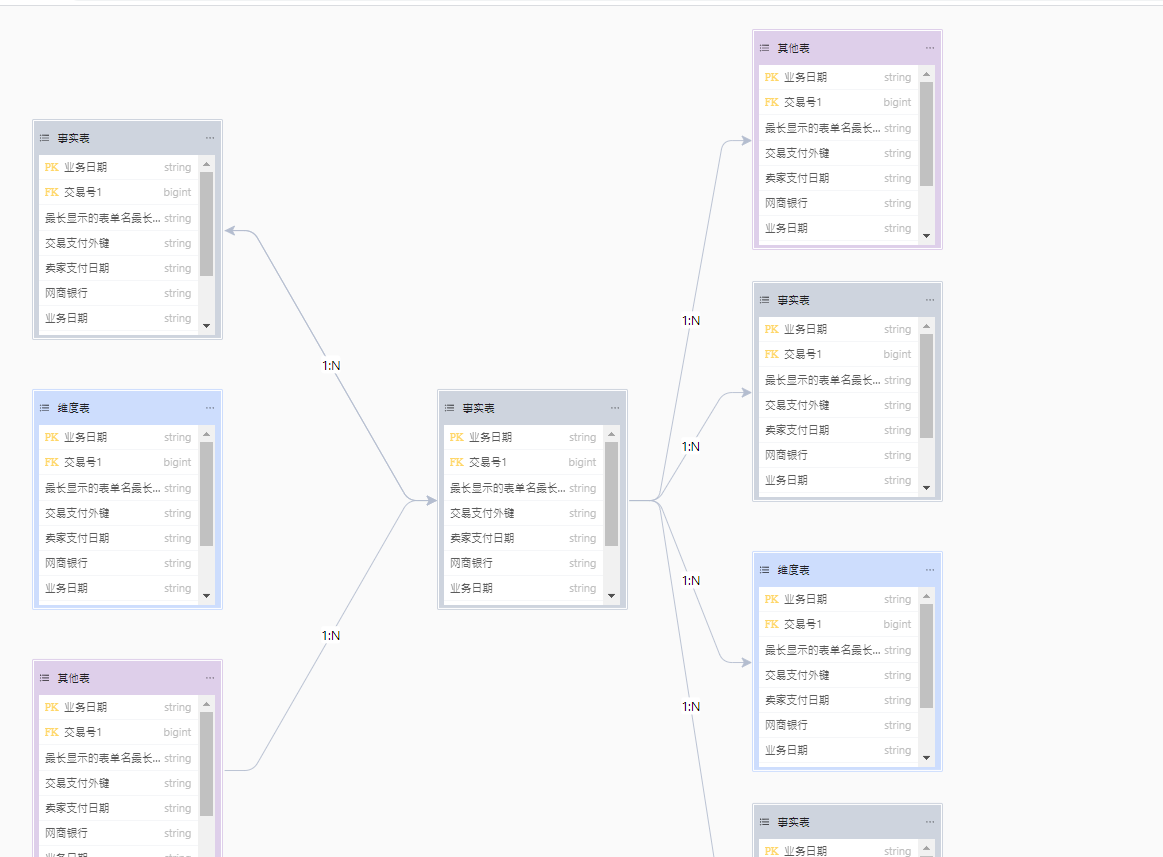 事实表
PK 业务日期 string
FK 交易号1 bigint
最长显示的表单名最长... string
交易支付外键 string
卖家支付日期 string
网商银行 string
业务日期 string
维度表
PK 业务日期 string
FK 交易号1 bigint
最长显示的表单名最长... string
交易支付外键 string
卖家支付日期 string
网商银行 string
业务日期 string
其他表
PK 业务日期 string
FK 交易号1 bigint
最长显示的表单名最长... string
交易支付外键 string
卖家支付日期 string
网商银行 string
业务日期 string
1:N
1:N
事实表
PK 业务日期 string
FK 交易号1 bigint
最长显示的表单名最长... string
交易支付外键 string
卖家支付日期 string
网商银行 string
业务日期 string
1:N
1:N
1:N
1:N
其他表
PK 业务日期 string
FK 交易号1 bigint
最长显示的表单名最长... string
交易支付外键 string
卖家支付日期 string
网商银行 string
业务日期 string
事实表
PK 业务日期 string
FK 交易号1 bigint
最长显示的表单名最长... string
交易支付外键 string
卖家支付日期 string
网商银行 string
业务日期 string
维度表
PK 业务日期 string
FK 交易号1 bigint
最长显示的表单名最长... string
交易支付外键 string
卖家支付日期 string
网商银行 string
业务日期 string
事实表
PK 业务日期 string